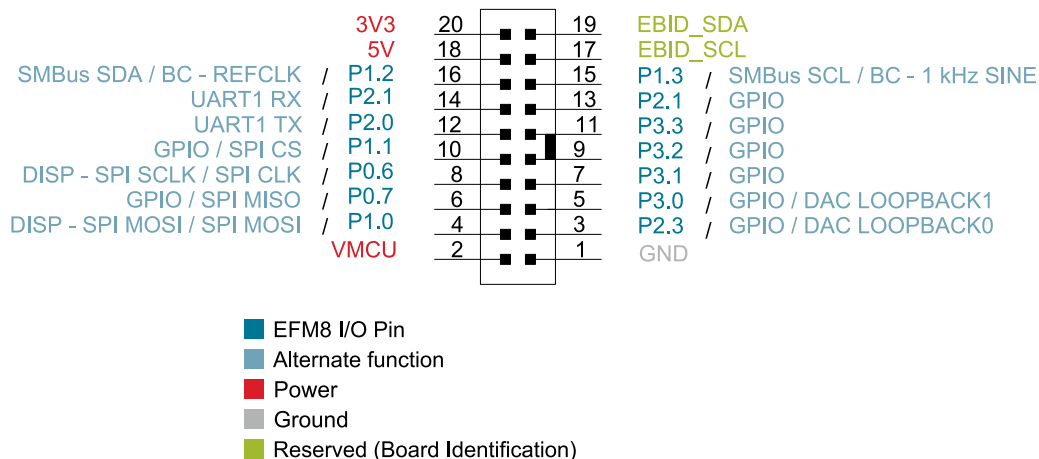 3V3 20 19 EBID_SDA
5V 18 17 EBID_SCL
SMBus SDA / BC - REFCLK / P1.2 16 15 P1.3 / SMBus SCL / BC - 1 kHz SINE
UART1 RX / P2.1 14 13 P2.1 / GPIO
UART1 TX / P2.0 12 11 P3.3 / GPIO
GPIO / SPI CS / P1.1 10 9 P3.2 / GPIO
DISP - SPI SCLK / SPI CLK / P0.6 8 7 P3.1 / GPIO
GPIO / SPI MISO / P0.7 6 5 P3.0 / GPIO / DAC LOOPBACK1
DISP - SPI MOSI / SPI MOSI / P1.0 4 3 P2.3 / GPIO / DAC LOOPBACK0
VMCU 2 1 GND
EFM8 I/O Pin
Alternate function
Power
Ground
Reserved (Board Identification)